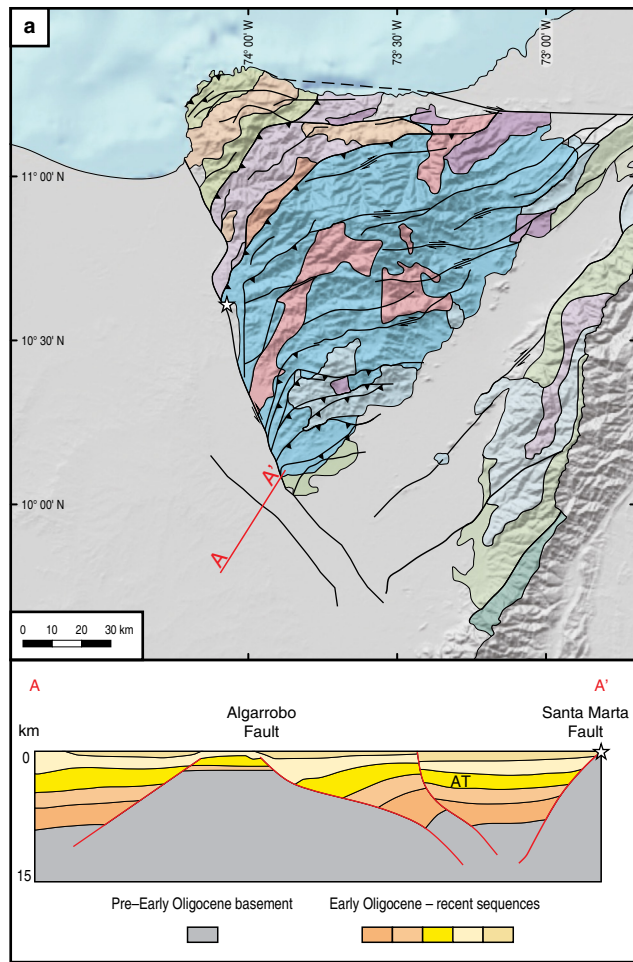 a
74° 00' W
73° 30' W
73° 00' W
11° 00' N
10° 30' N
10° 00' N
A'
A
0 10 20 30 km
A A'
km
Algarrobo
Fault
Santa Marta
Fault
0
AT
15
Pre–Early Oligocene basement
Early Oligocene – recent sequences